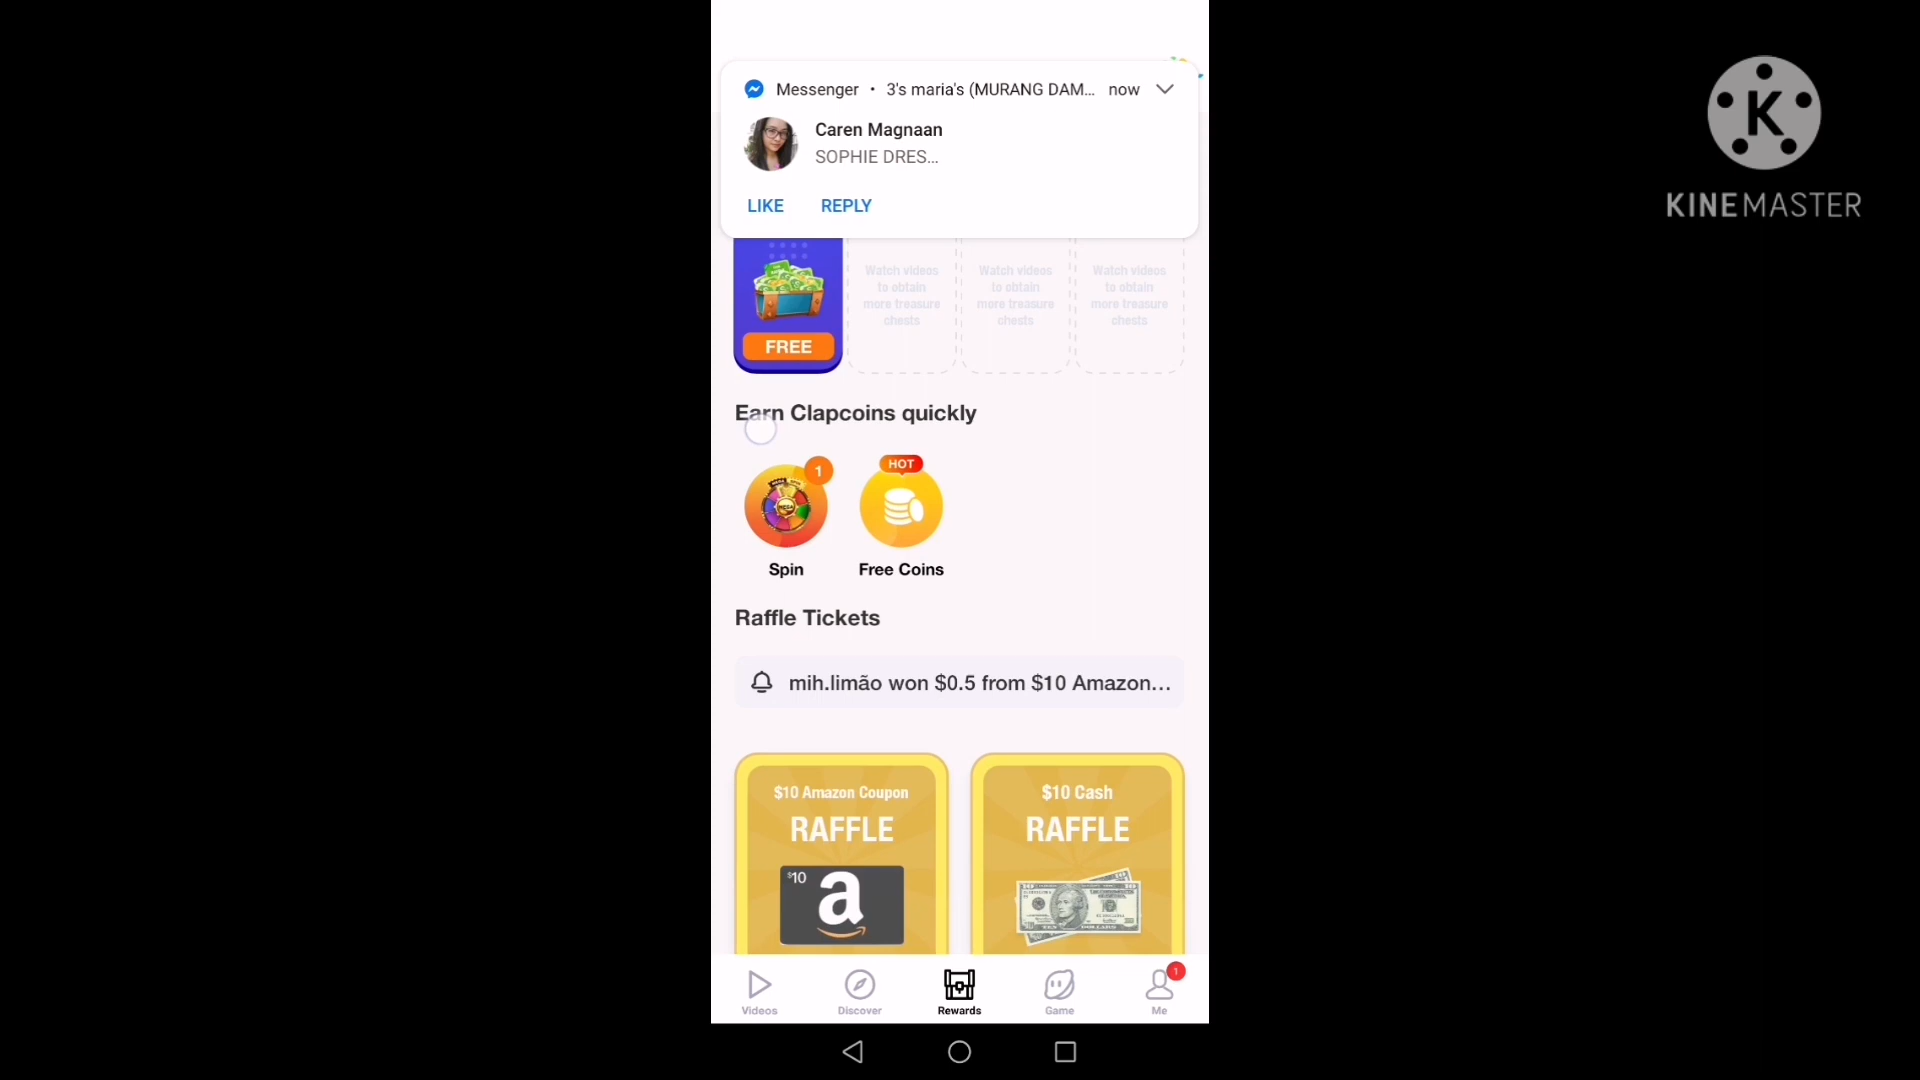 Messenger • 3's maria's (MURANG DAM... now
Caren Magnaan
SOPHIE DRES...
LIKE REPLY
K
KINEMASTER
Watch videos to obtain more treasure chests
Watch videos to obtain more treasure chests
Watch videos to obtain more treasure chests
FREE
Earn Clapcoins quickly
1
HOT
Spin
Free Coins
Raffle Tickets
mih.limão won $0.5 from $10 Amazon...
$10 Amazon Coupon
RAFFLE
$10
a
$10 Cash
RAFFLE
Videos
Discover
Rewards
Game
1
Me